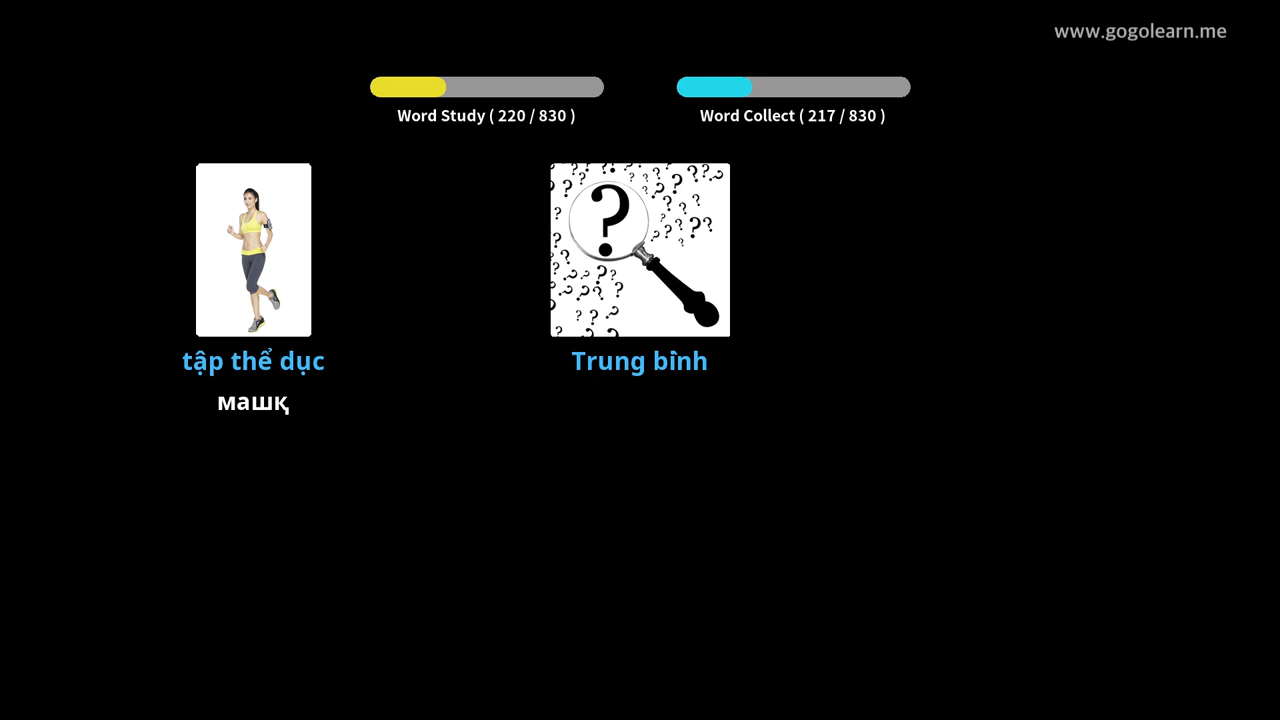 www.gogolearn.me
Word Study ( 220 / 830 )
Word Collect ( 217 / 830 )
tập thể dục
машқ
Trung bình